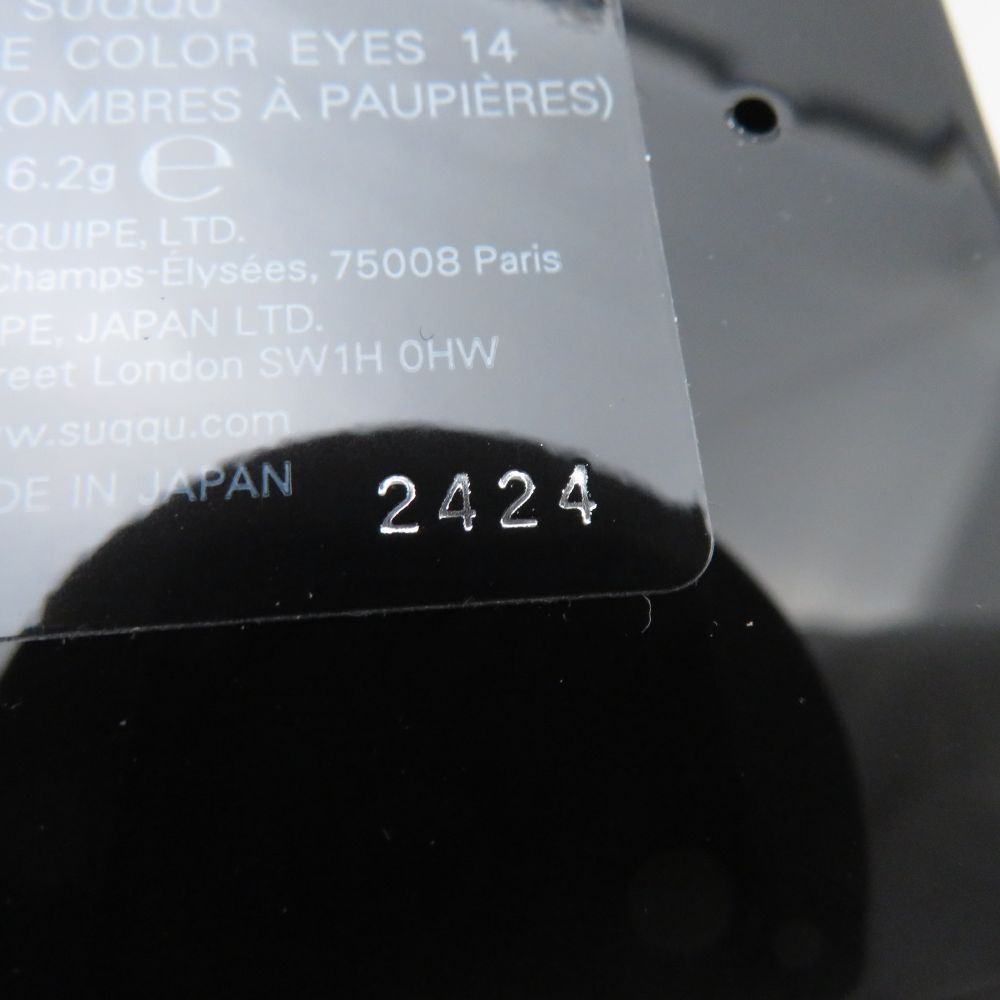 SUQQU
E COLOR EYES 14
(OMBRES À PAUPIÈRES)
6.2g ℮
EQUIPE, LTD.
Champs-Élysées, 75008 Paris
PE, JAPAN LTD.
reet London SW1H 0HW
w.suqqu.com
DE IN JAPAN 2424